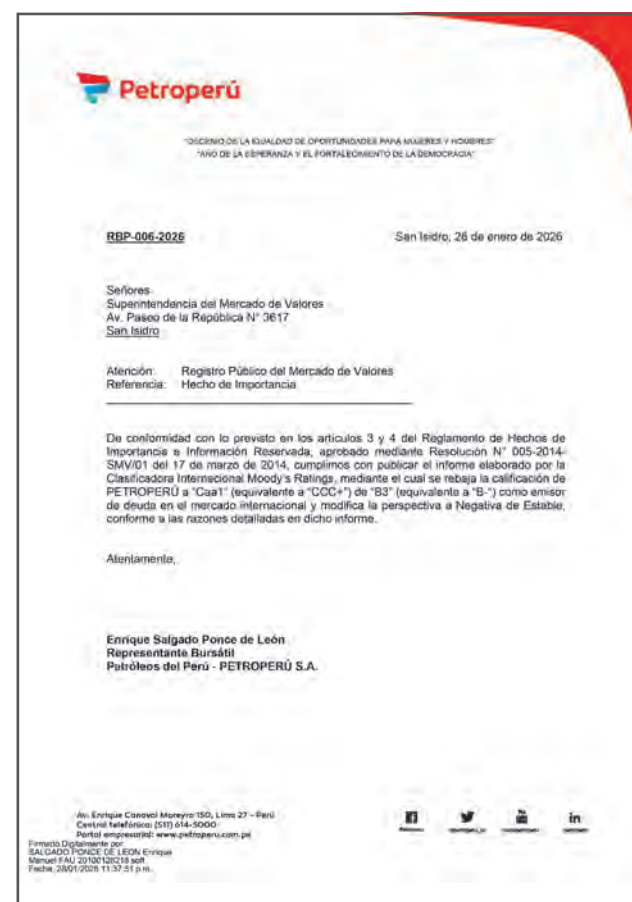 Petroperú
"DECENIO DE LA IGUALDAD DE OPORTUNIDADES PARA MUJERES Y HOMBRES"
"AÑO DE LA ESPERANZA Y EL FORTALECIMIENTO DE LA DEMOCRACIA"
RBP-006-2026
San Isidro, 26 de enero de 2026
Señores
Superintendencia del Mercado de Valores
Av. Paseo de la República N° 3617
San Isidro
Atención: Registro Público del Mercado de Valores
Referencia: Hecho de Importancia
De conformidad con lo previsto en los artículos 3 y 4 del Reglamento de Hechos de
Importancia e Información Reservada, aprobado mediante Resolución N° 005-2014-
SMV/01 del 17 de marzo de 2014, cumplimos con publicar el informe elaborado por la
Clasificadora Internacional Moody's Ratings, mediante el cual se rebaja la calificación de
PETROPERÚ a "Caa1" (equivalente a "CCC+") de "B3" (equivalente a "B-") como emisor
de deuda en el mercado internacional y modifica la perspectiva a Negativa de Estable,
conforme a las razones detalladas en dicho informe.
Atentamente,
Enrique Salgado Ponce de León
Representante Bursátil
Petróleos del Perú - PETROPERÚ S.A.
Av. Enrique Canaval Moreyra 150, Lima 27 - Perú
Central telefónica: (511) 614-5000
Portal empresarial: www.petroperu.com.pe
Firmado Digitalmente por
SALGADO PONCE DE LEON Enrique
Manuel FAU 20100128218 soft
Fecha: 28/01/2026 11:37:51 p.m.